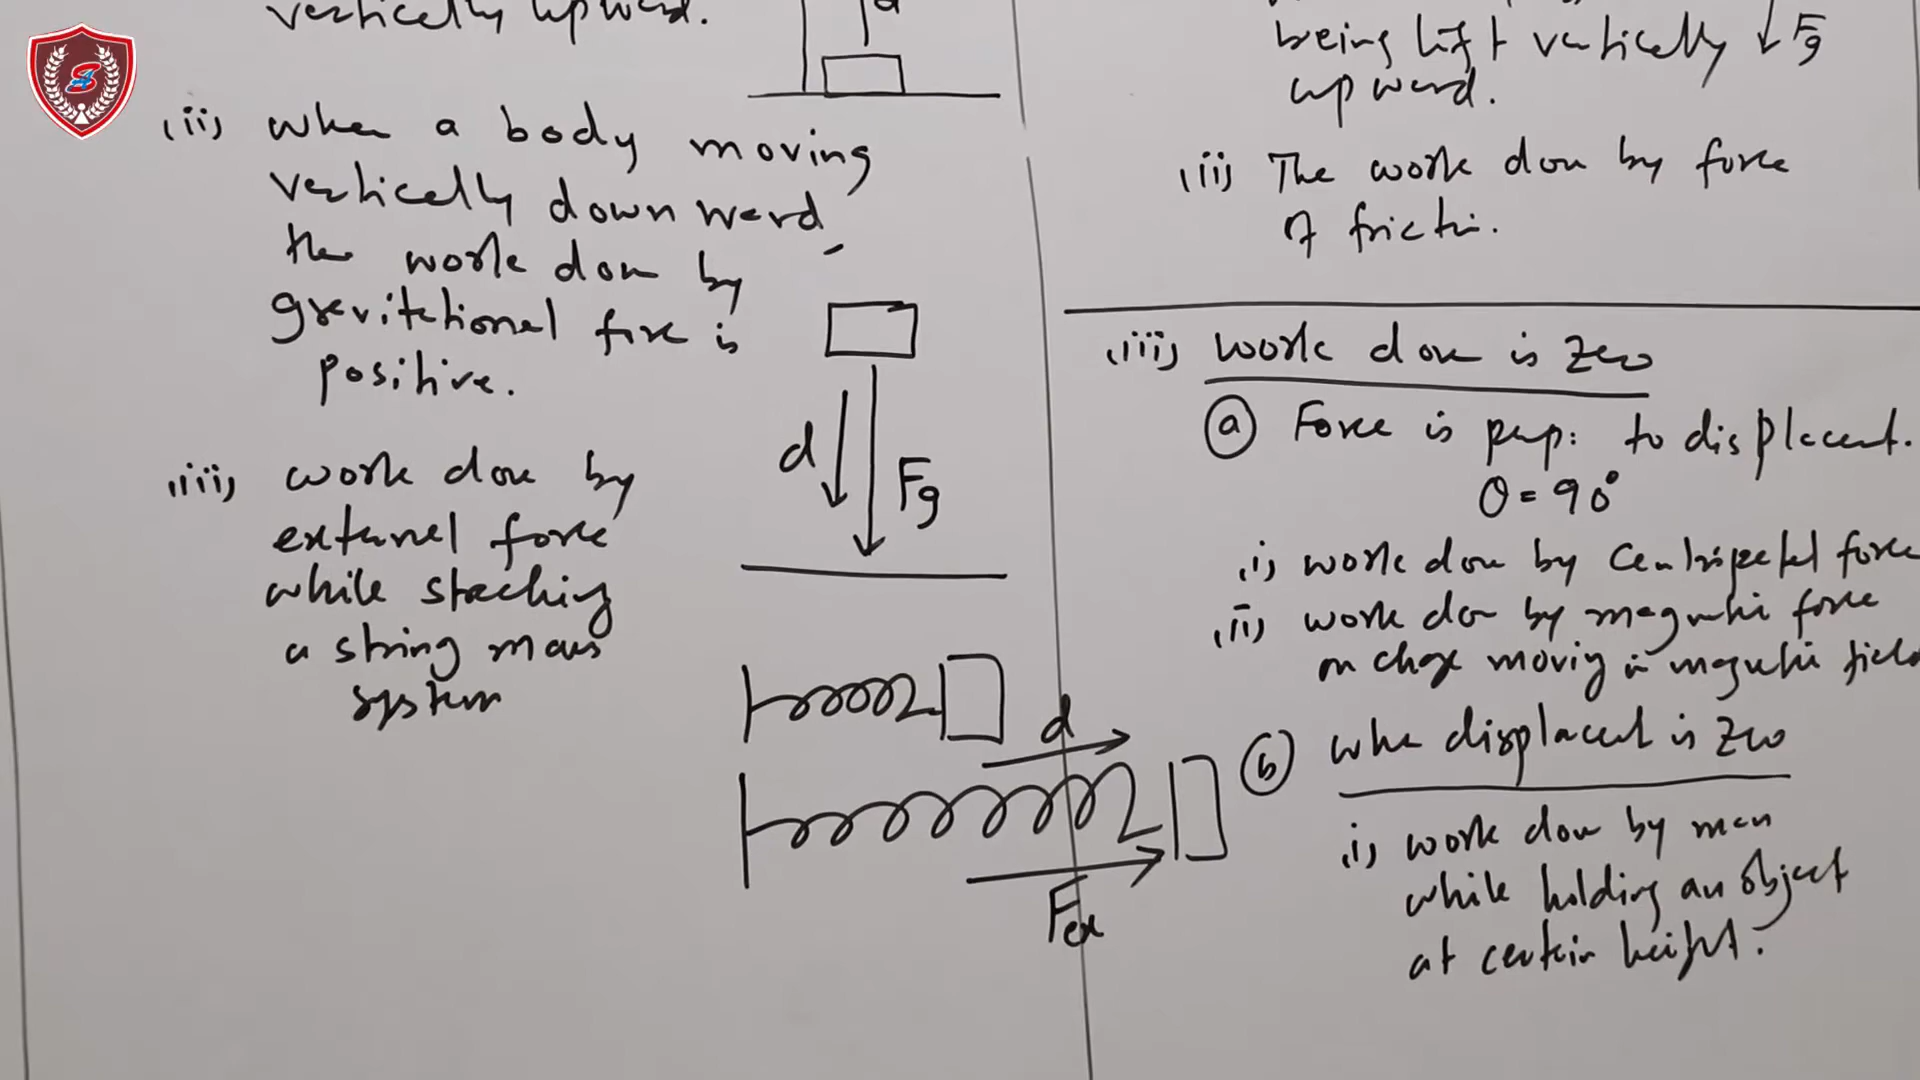 vertically upward.
d
(ii) when a body moving
vertically downward,
the work done by
gravitational force is
positive.
d
Fg
(iii) work done by
external force
while streching
a string mass
system
d
Fex
being lift vertically
Fg
upward.
(ii) The work done by force
of friction.
(iii) work done is zero
(a) Force is perp: to displacent.
θ = 90°
(i) work done by Centripetal force
(ii) work done by magnetic force
on charge moving in magnetic field
(b) when displacent is zero
(i) work done by man
while holding an object
at certain height.